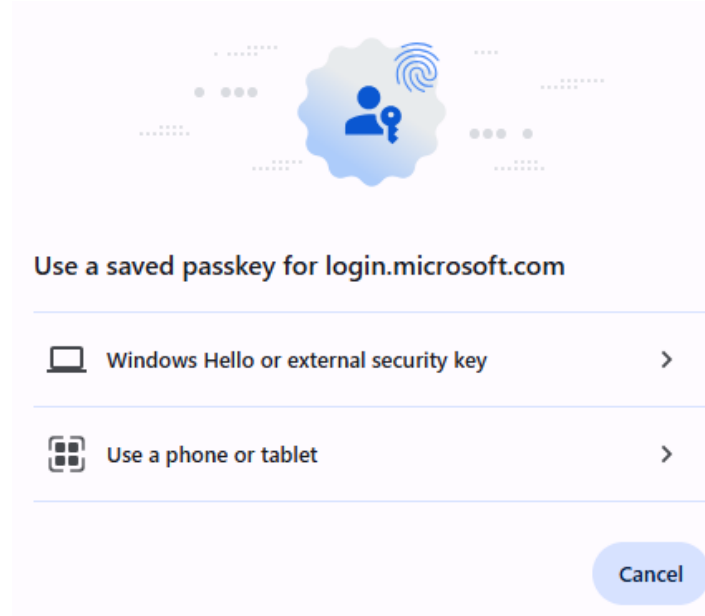 Use a saved passkey for login.microsoft.com
Windows Hello or external security key
Use a phone or tablet
Cancel